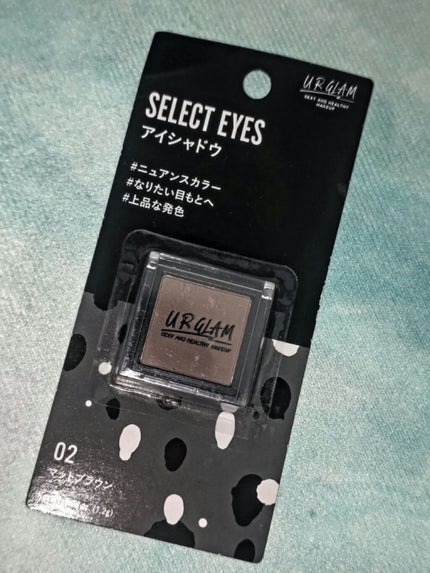 URGLAM
SEXY AND HEALTHY
MAKEUP
SELECT EYES
アイシャドウ
#ニュアンスカラー
#なりたい目もとへ
#上品な発色
URGLAM
SEXY AND HEALTHY MAKEUP
02
マットブラウン
(1.2g)